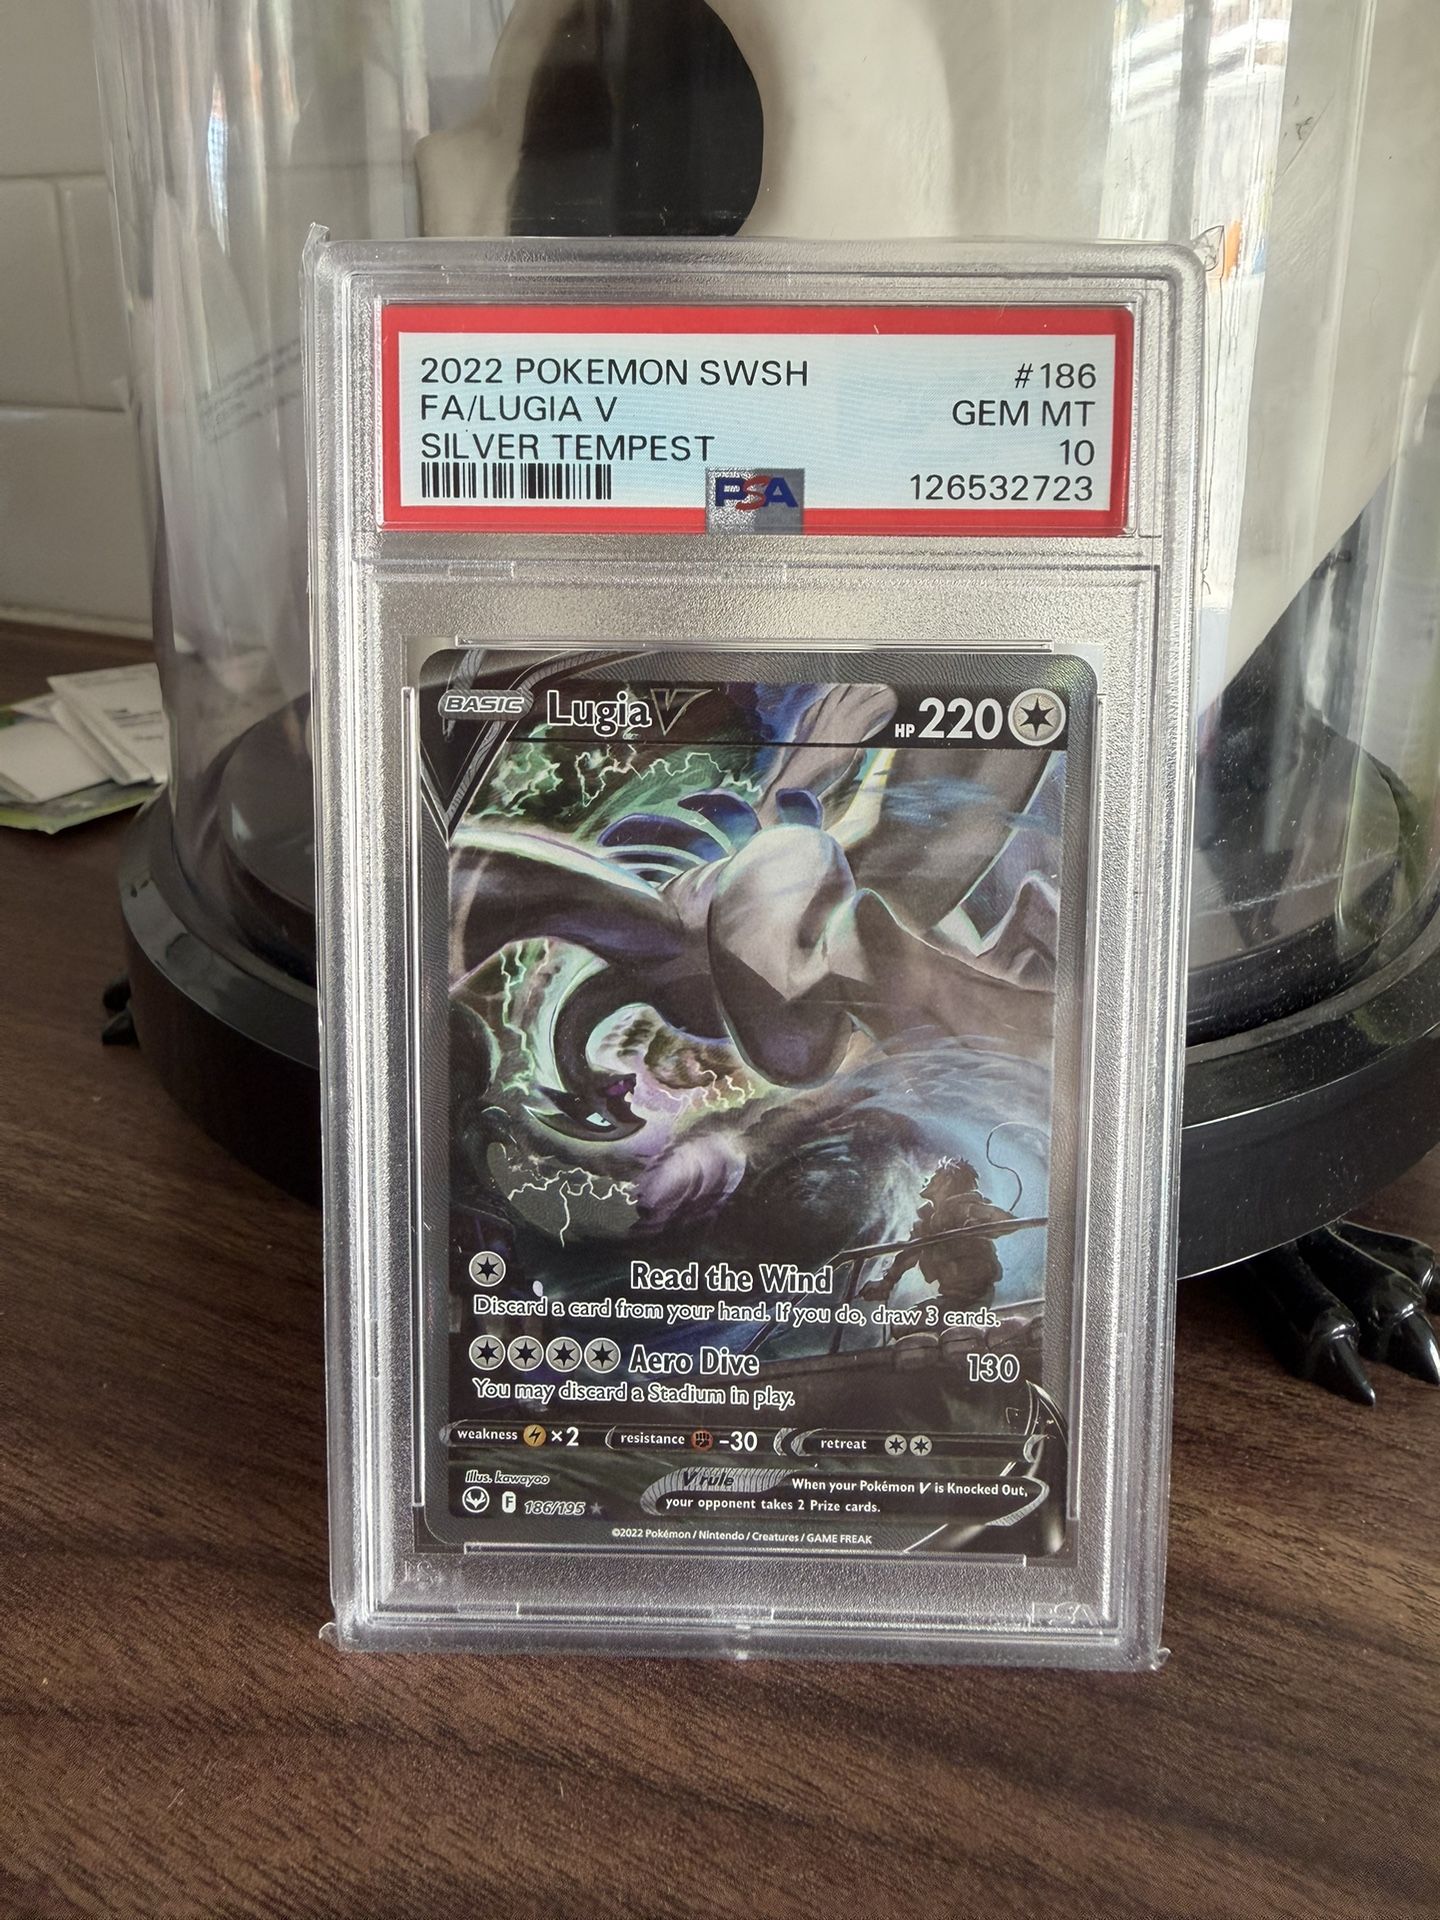 2022 POKEMON SWSH #186
FA/LUGIA V GEM MT
SILVER TEMPEST 10
PSA 126532723
BASIC Lugia V HP 220
Read the Wind
Discard a card from your hand. If you do, draw 3 cards.
Aero Dive 130
You may discard a Stadium in play.
weakness ×2 resistance -30 retreat
Illus. kawayoo
V rule When your Pokémon V is Knocked Out,
your opponent takes 2 Prize cards.
F 186/195 ★
©2022 Pokémon / Nintendo / Creatures / GAME FREAK